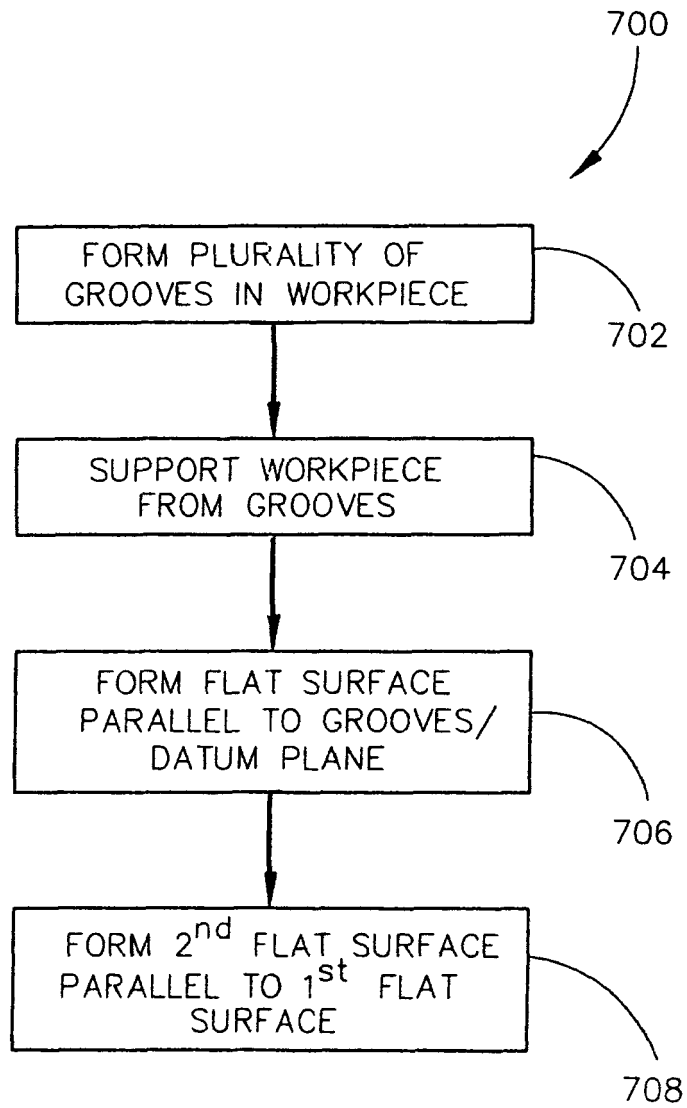 700
FORM PLURALITY OF
GROOVES IN WORKPIECE
702
SUPPORT WORKPIECE
FROM GROOVES
704
FORM FLAT SURFACE
PARALLEL TO GROOVES/
DATUM PLANE
706
FORM 2nd FLAT SURFACE
PARALLEL TO 1st FLAT
SURFACE
708